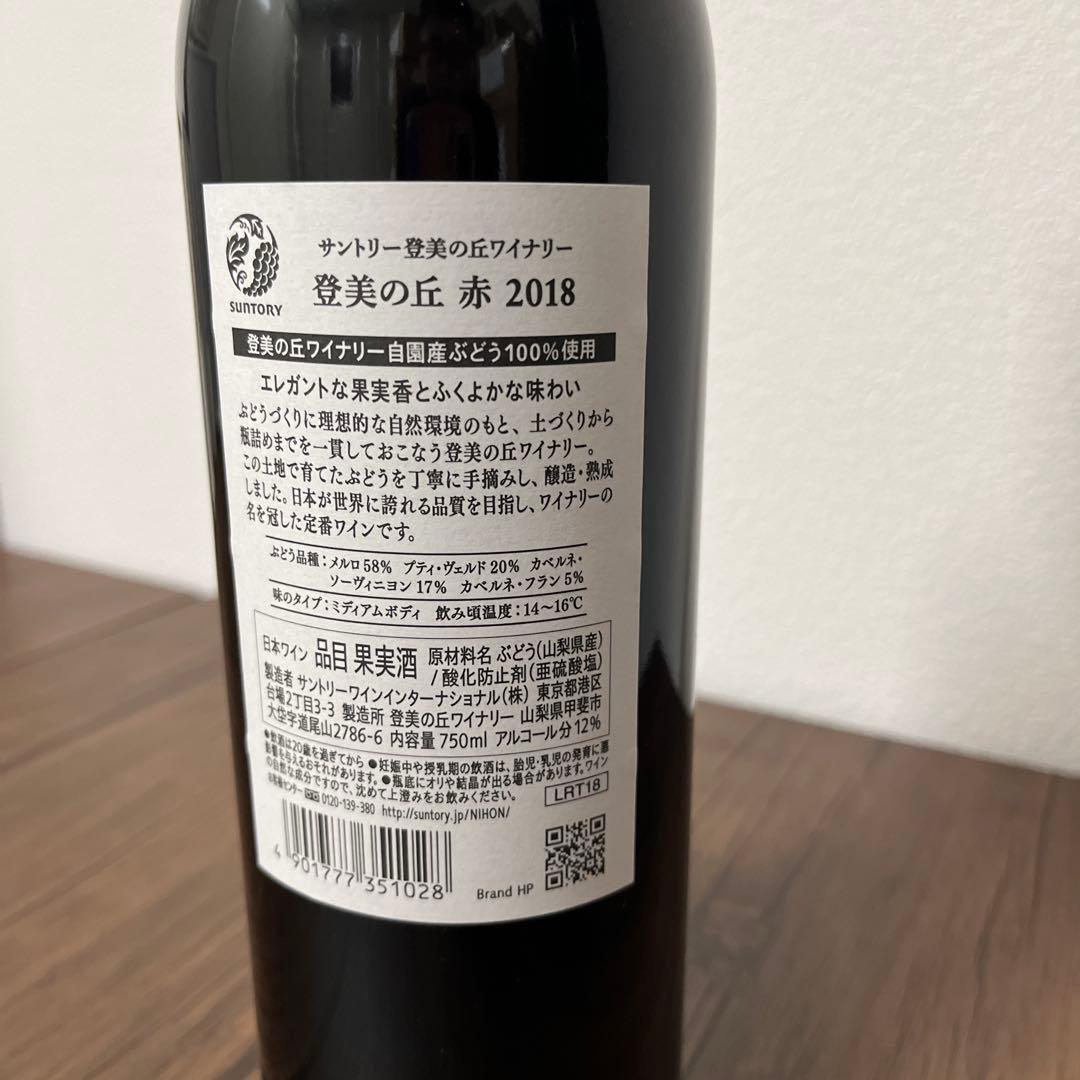 SUNTORY
サントリー登美の丘ワイナリー
登美の丘 赤 2018
登美の丘ワイナリー自園産ぶどう100%使用
エレガントな果実香とふくよかな味わい
ぶどうづくりに理想的な自然環境のもと、土づくりから
瓶詰めまでを一貫しておこなう登美の丘ワイナリー。
この土地で育てたぶどうを丁寧に手摘みし、醸造・熟成
しました。日本が世界に誇れる品質を目指し、ワイナリーの
名を冠した定番ワインです。
ぶどう品種：メルロ58% プティ・ヴェルド20% カベルネ・
ソーヴィニヨン17% カベルネ・フラン5%
味のタイプ：ミディアムボディ 飲み頃温度：14〜16℃
日本ワイン 品目 果実酒 原材料名 ぶどう(山梨県産)
/酸化防止剤(亜硫酸塩)
製造者 サントリーワインインターナショナル(株) 東京都港区
台場2丁目3-3 製造所 登美の丘ワイナリー 山梨県甲斐市
大垈字道尾山2786-6 内容量750ml アルコール分12%
●飲酒は20歳を過ぎてから ●妊娠中や授乳期の飲酒は、胎児・乳児の発育に悪
影響を与えるおそれがあります。●瓶底にオリや結晶が出る場合があります。ワイン
の自然な成分ですので、沈めて上澄みをお飲みください。
お客様センター 0120-139-380 http://suntory.jp/NIHON/
LRT18
4 901777 351028
Brand HP